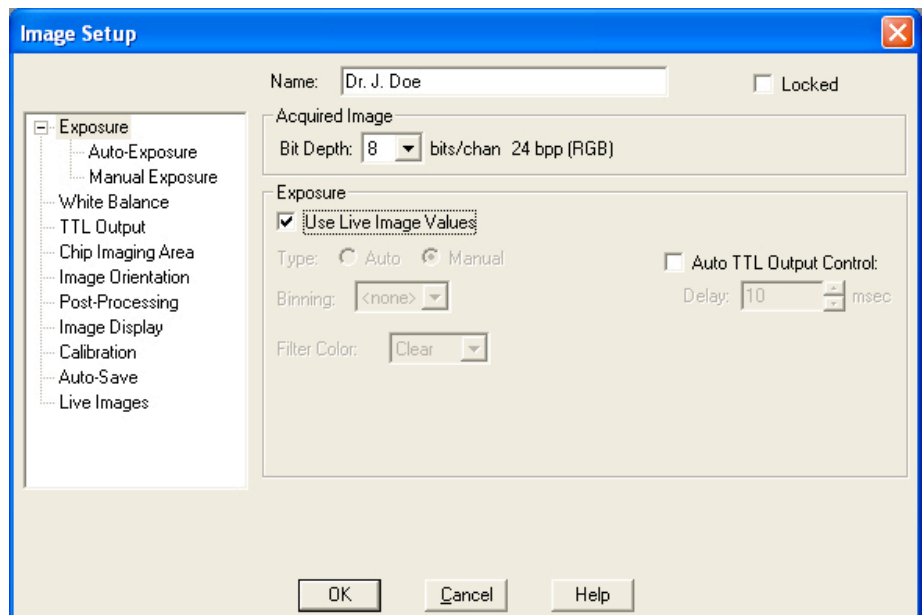 Image Setup
Name: Dr. J. Doe
Locked
Exposure
Auto-Exposure
Manual Exposure
White Balance
TTL Output
Chip Imaging Area
Image Orientation
Post-Processing
Image Display
Calibration
Auto-Save
Live Images
Acquired Image
Bit Depth: 8 bits/chan 24 bpp (RGB)
Exposure
Use Live Image Values
Type: Auto Manual
Binning: <none>
Filter Color: Clear
Auto TTL Output Control:
Delay: 10 msec
OK Cancel Help